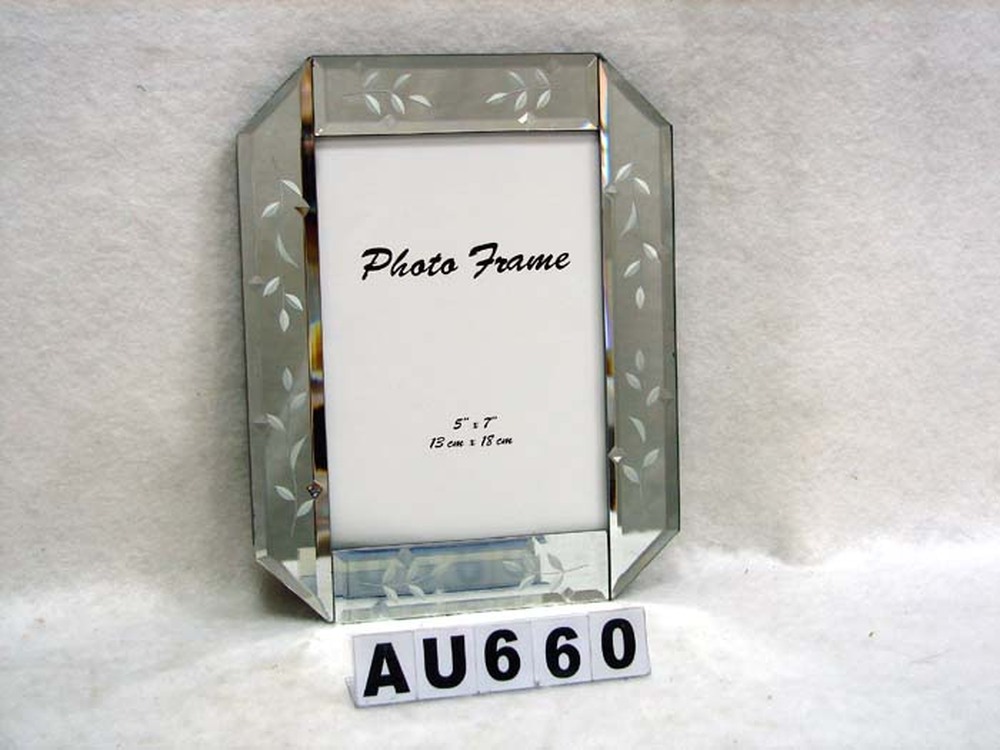 Photo Frame
5" x 7"
13 cm x 18 cm
AU660